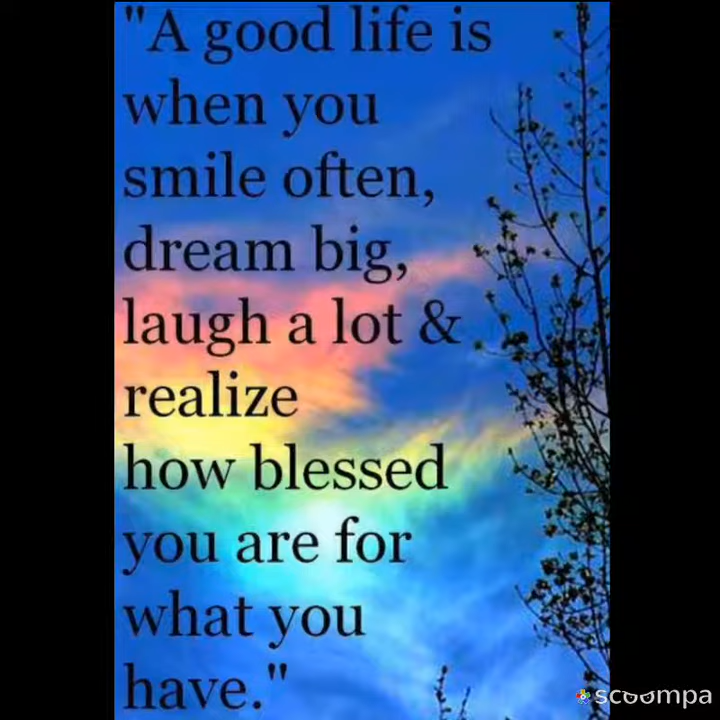 "A good life is
when you
smile often,
dream big,
laugh a lot &
realize
how blessed
you are for
what you
have."
scoompa